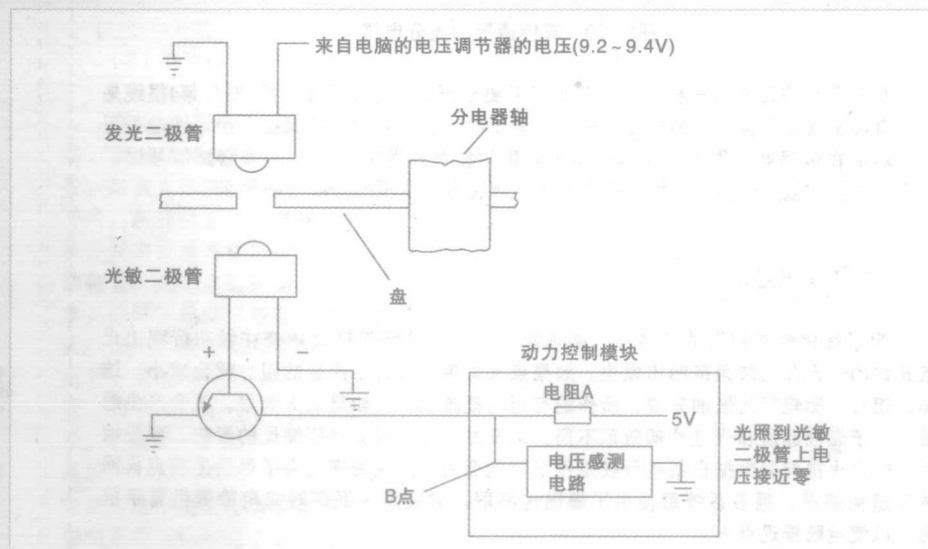 来自电脑的电压调节器的电压(9.2~9.4V)
分电器轴
发光二极管
光敏二极管
盘
+
−
动力控制模块
电阻A
5V
电压感测
电路
B点
光照到光敏
二极管上电
压接近零